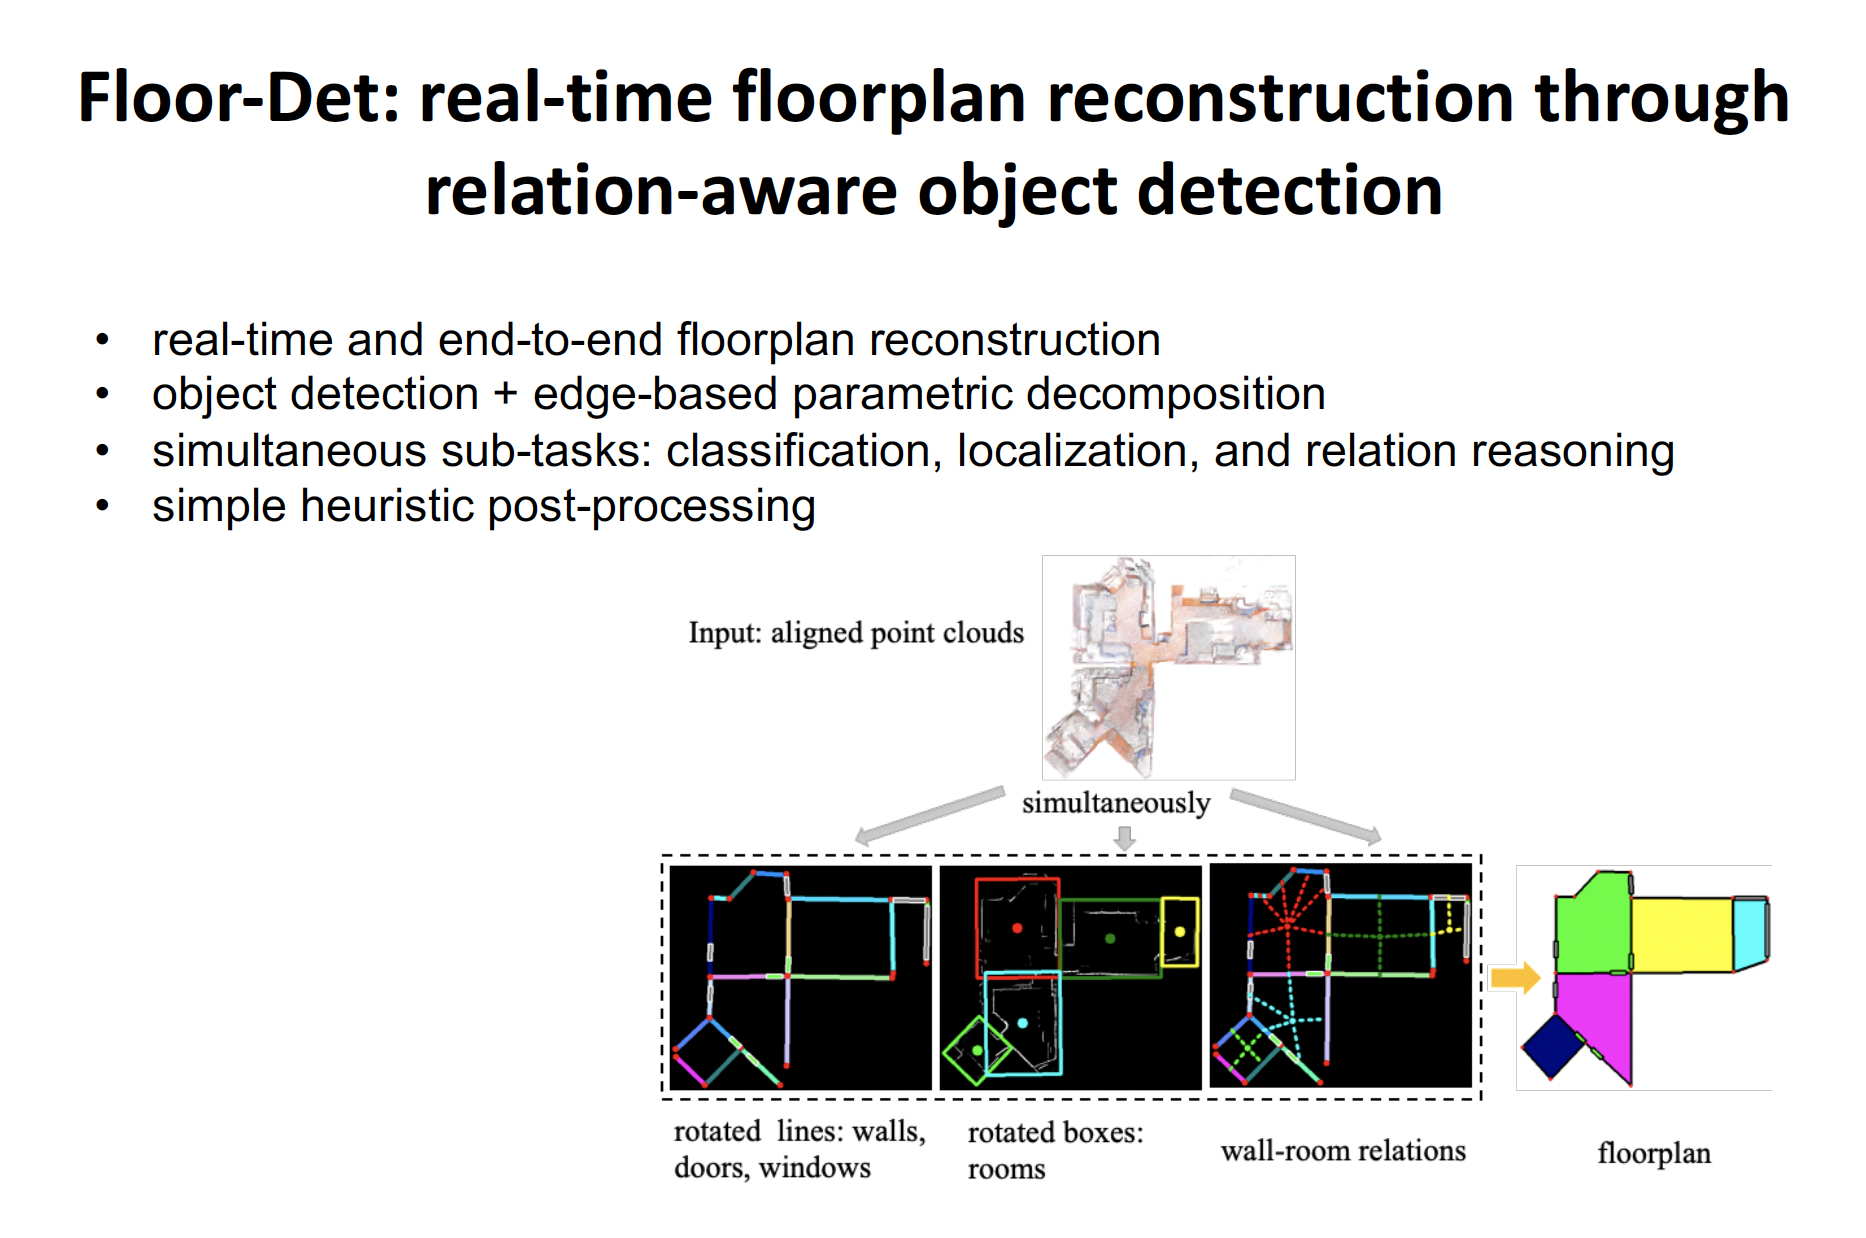 Floor-Det: real-time floorplan reconstruction through
relation-aware object detection
• real-time and end-to-end floorplan reconstruction
• object detection + edge-based parametric decomposition
• simultaneous sub-tasks: classification, localization, and relation reasoning
• simple heuristic post-processing
Input: aligned point clouds
simultaneously
rotated lines: walls,
doors, windows
rotated boxes:
rooms
wall-room relations
floorplan